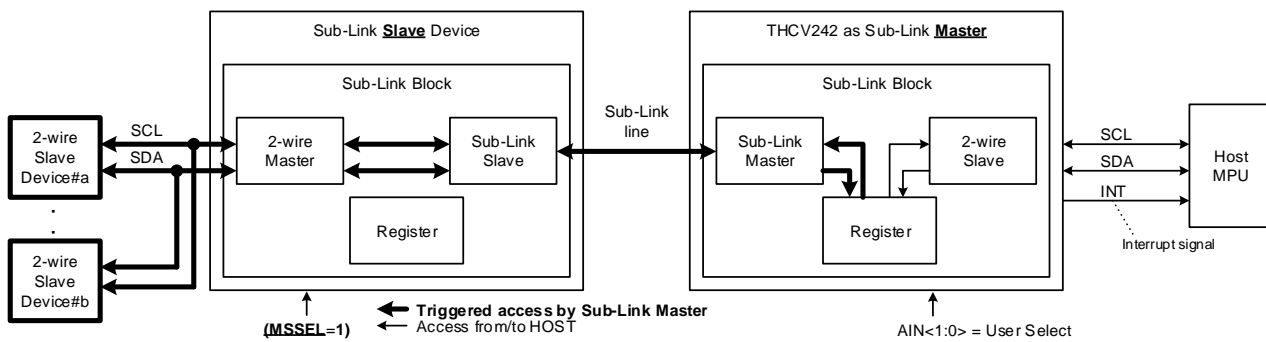 Sub-Link Slave Device
THCV242 as Sub-Link Master
Sub-Link Block
Sub-Link Block
Sub-Link
line
2-wire
Slave
Device#a
SCL
SDA
2-wire
Master
Sub-Link
Slave
Register
Sub-Link
Master
2-wire
Slave
Register
SCL
SDA
INT
Host
MPU
Interrupt signal
.
.
.
2-wire
Slave
Device#b
(MSSEL=1)
Triggered access by Sub-Link Master
Access from/to HOST
AIN<1:0> = User Select